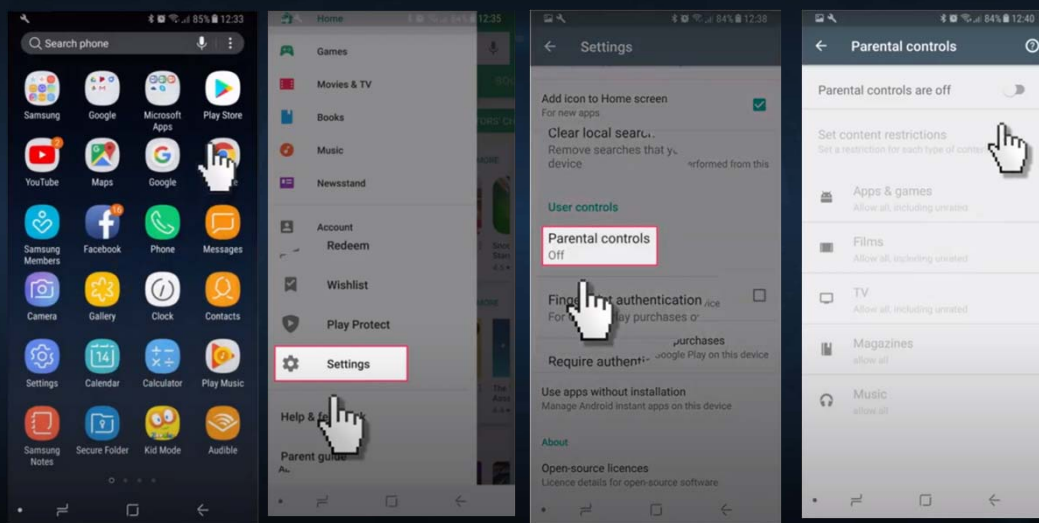 85% 12:33
Search phone
Samsung
Google
Microsoft
Apps
Play Store
2
YouTube
Maps
Google
16
Samsung
Members
Facebook
Phone
Messages
Camera
Gallery
Clock
Contacts
14
Settings
Calendar
Calculator
Play Music
Samsung
Notes
Secure Folder
Kid Mode
Audible
Home
84% 12:35
Games
Movies & TV
Books
Music
Newsstand
Account
Redeem
Wishlist
Play Protect
Settings
Help &
Parent guide
84% 12:38
Settings
Add icon to Home screen
For new apps
Clear local
Remove searches that
device
performed from this
User controls
Parental controls
Off
authentication
purchases
purchases
Require
Google Play on this device
Use apps without installation
Manage Android instant apps on this device
About
Open-source licences
Licence details for open-source software
84% 12:40
Parental controls
Parental controls are off
Set content restrictions
Set a restriction for each type of
Apps & games
Allow all, including unrated
Films
Allow all, including unrated
TV
Allow all, including unrated
Magazines
allow all
Music
allow all